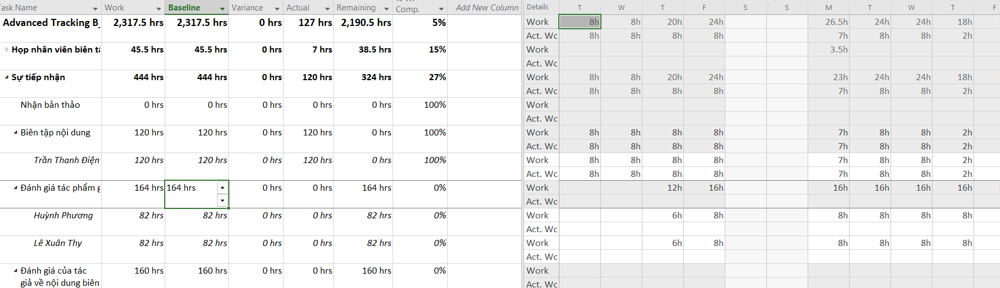 Task Name Work Baseline Variance Actual Remaining Comp. Add New Column Details T W T F S S M T W T F
Advanced Tracking B 2,317.5 hrs 2,317.5 hrs 0 hrs 127 hrs 2,190.5 hrs 5% Work 8h 8h 20h 24h 26.5h 24h 24h 18h
Act. Wc 8h 8h 8h 8h 7h 8h 8h 2h
Họp nhân viên biên tả 45.5 hrs 45.5 hrs 0 hrs 7 hrs 38.5 hrs 15% Work 3.5h
Act. Wc
Sự tiếp nhận 444 hrs 444 hrs 0 hrs 120 hrs 324 hrs 27% Work 8h 8h 20h 24h 23h 24h 24h 18h
Act. Wc 8h 8h 8h 8h 7h 8h 8h 2h
Nhận bản thảo 0 hrs 0 hrs 0 hrs 0 hrs 0 hrs 100% Work
Act. Wc
Biên tập nội dung 120 hrs 120 hrs 0 hrs 120 hrs 0 hrs 100% Work 8h 8h 8h 8h 7h 8h 8h 2h
Act. Wc 8h 8h 8h 8h 7h 8h 8h 2h
Trần Thanh Điện 120 hrs 120 hrs 0 hrs 120 hrs 0 hrs 100% Work 8h 8h 8h 8h 7h 8h 8h 2h
Act. Wc 8h 8h 8h 8h 7h 8h 8h 2h
Đánh giá tác phẩm g 164 hrs 164 hrs 0 hrs 0 hrs 164 hrs 0% Work 12h 16h 16h 16h 16h 16h
Act. Wc
Huỳnh Phương 82 hrs 82 hrs 0 hrs 0 hrs 82 hrs 0% Work 6h 8h 8h 8h 8h 8h
Act. Wc
Lê Xuân Thy 82 hrs 82 hrs 0 hrs 0 hrs 82 hrs 0% Work 6h 8h 8h 8h 8h 8h
Act. Wc
Đánh giá của tác 160 hrs 160 hrs 0 hrs 0 hrs 160 hrs 0% Work
giả về nội dung biên Act. Wc